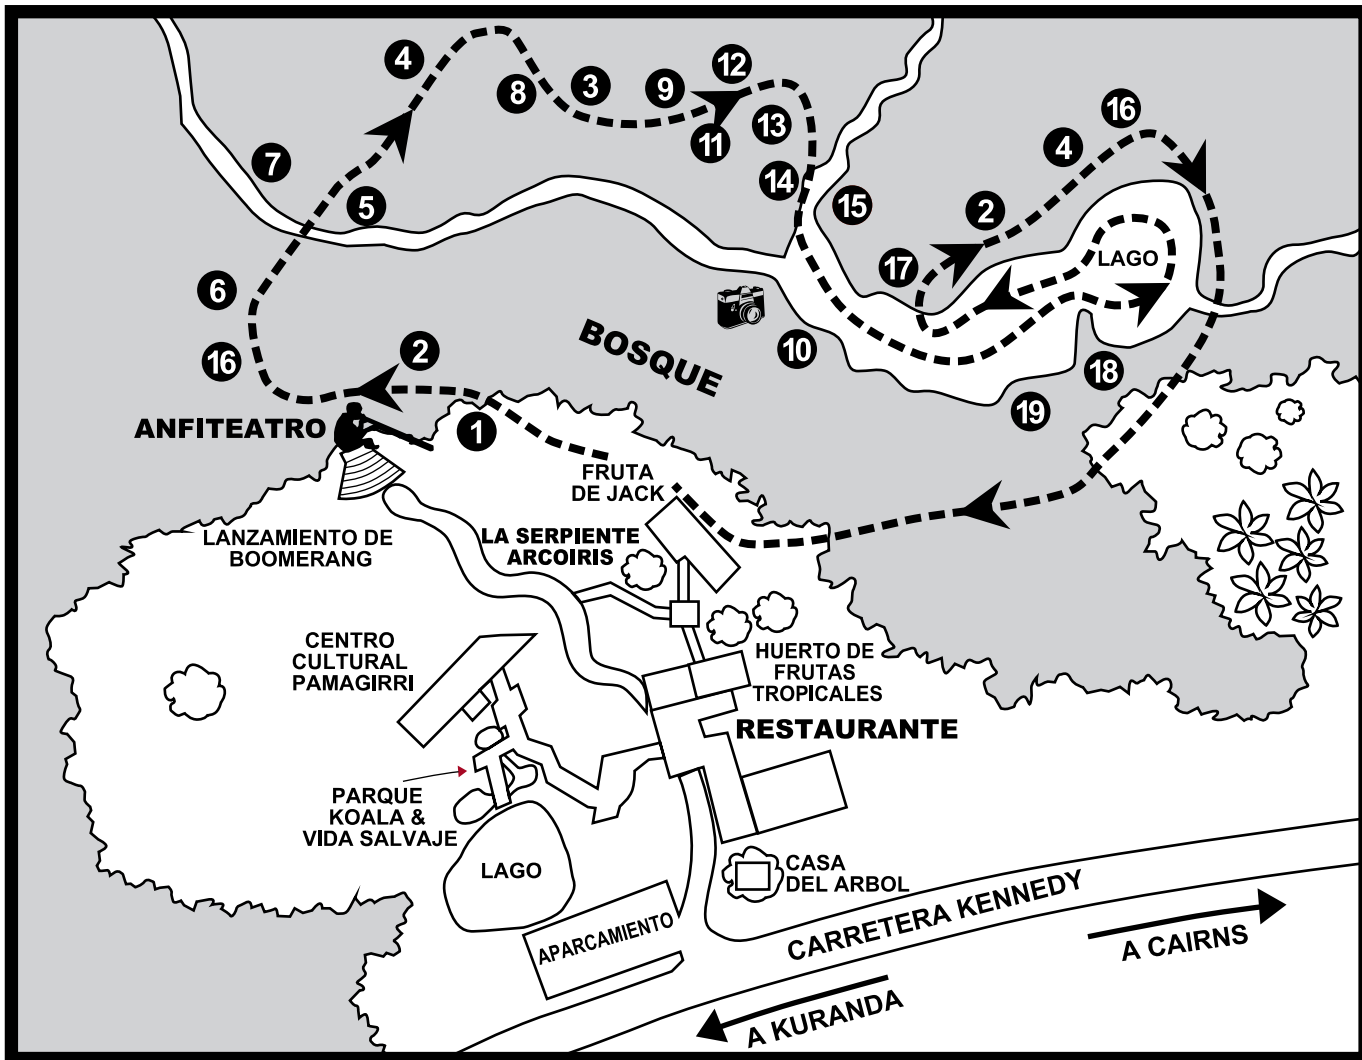 4
12
3
9
8
11
13
16
4
7
14
5
15
2
17
LAGO
6
10
BOSQUE
16
2
18
19
1
ANFITEATRO
FRUTA
DE JACK
LANZAMIENTO DE
BOOMERANG
LA SERPIENTE
ARCOIRIS
CENTRO
CULTURAL
PAMAGIRRI
HUERTO DE
FRUTAS
TROPICALES
RESTAURANTE
PARQUE
KOALA &
VIDA SALVAJE
LAGO
CASA
DEL ARBOL
APARCAMIENTO
CARRETERA KENNEDY
A CAIRNS
A KURANDA